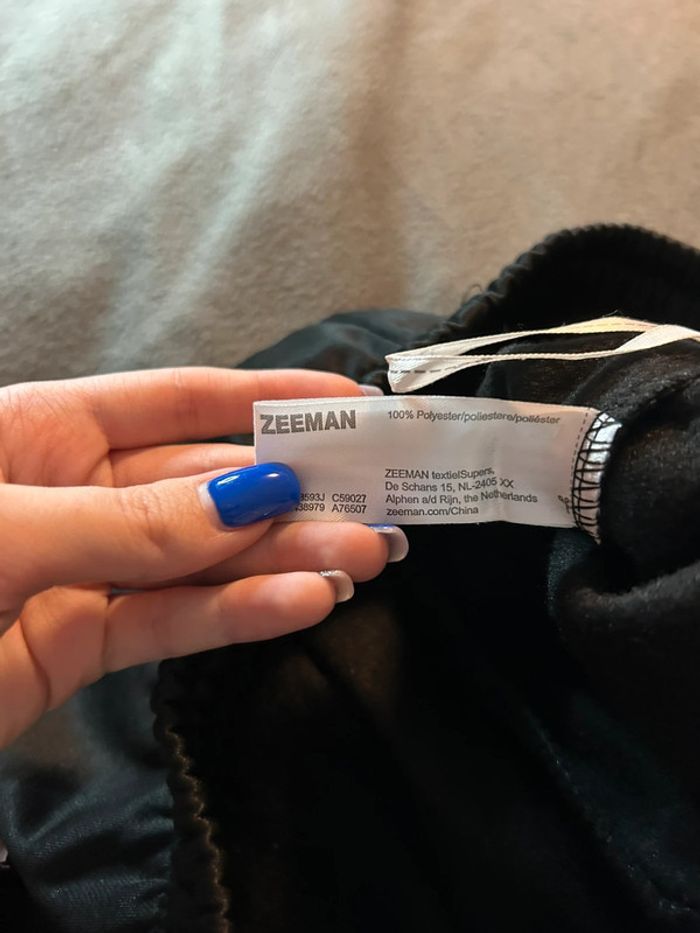 ZEEMAN
100% Polyester/poliestere/poliéster
ZEEMAN textielSupers,
De Schans 15, NL-2405 XX
Alphen a/d Rijn, the Netherlands
zeeman.com/China
C59027
A76507